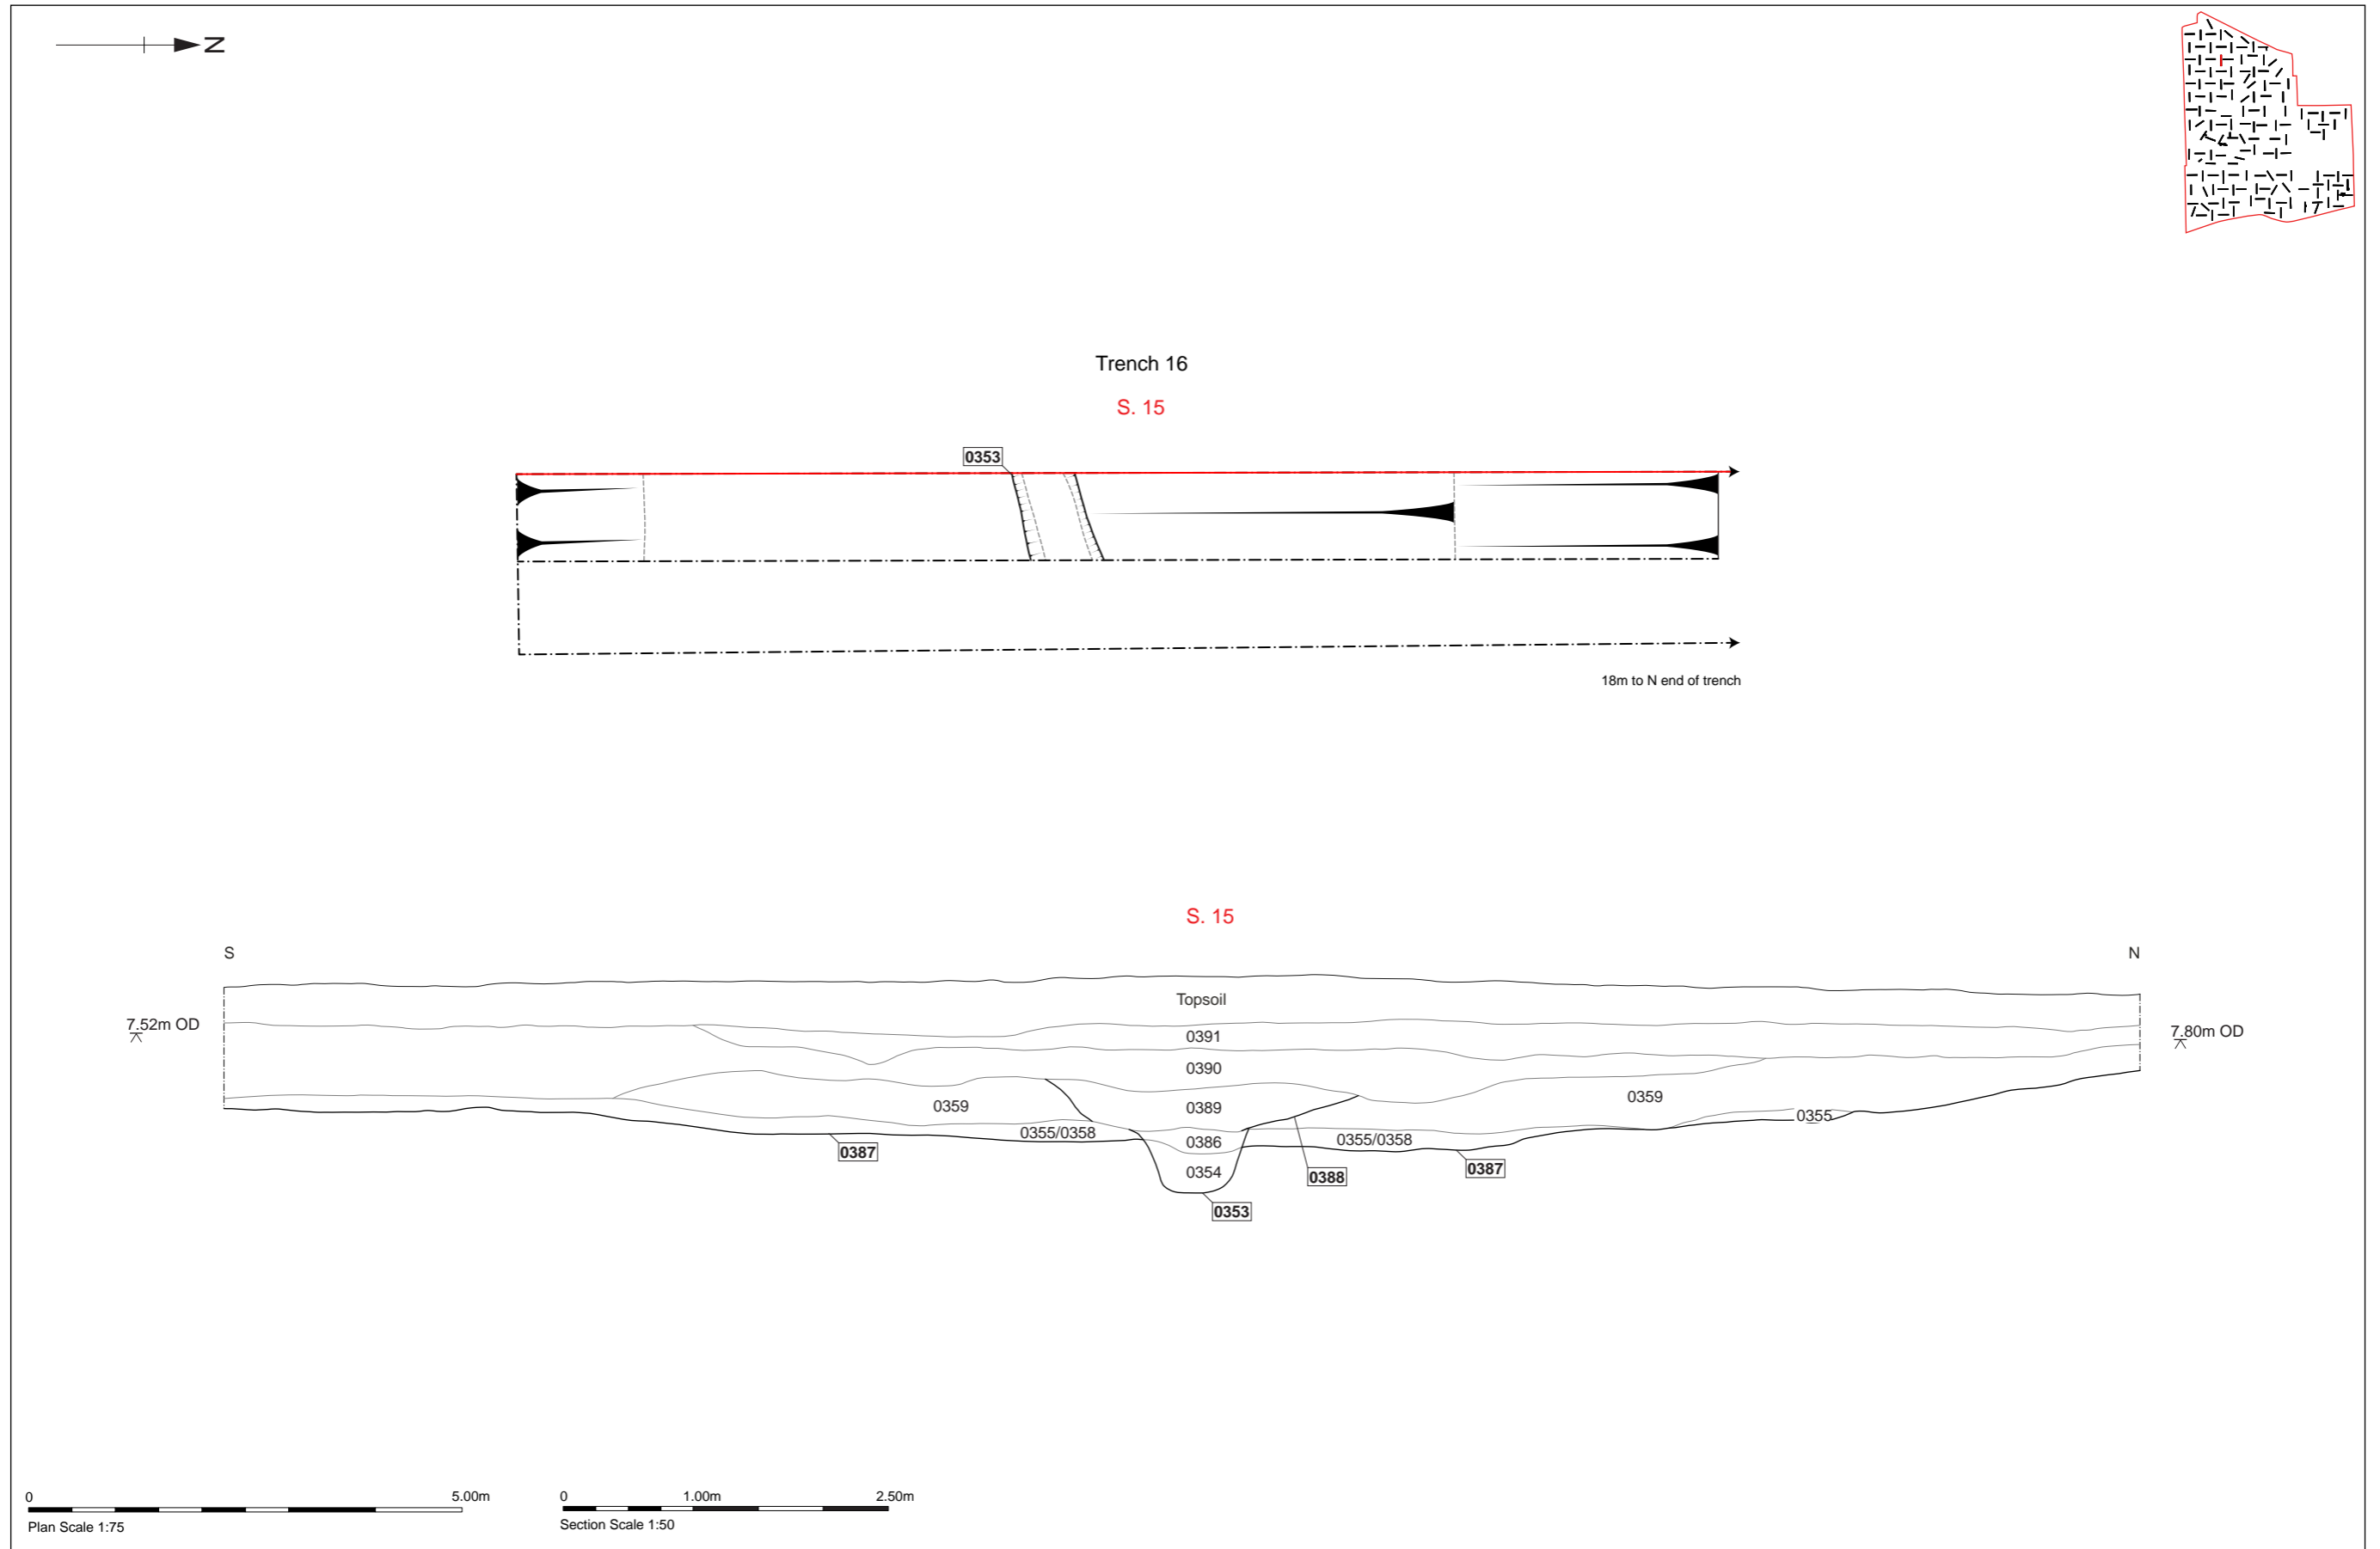 N
Trench 16
S. 15
0353
18m to N end of trench
S. 15
S
N
Topsoil
7.52m OD
7.80m OD
0391
0390
0359
0389
0359
0355/0358
0386
0355/0358
0355
0387
0354
0388
0387
0353
0 5.00m
Plan Scale 1:75
0 1.00m 2.50m
Section Scale 1:50